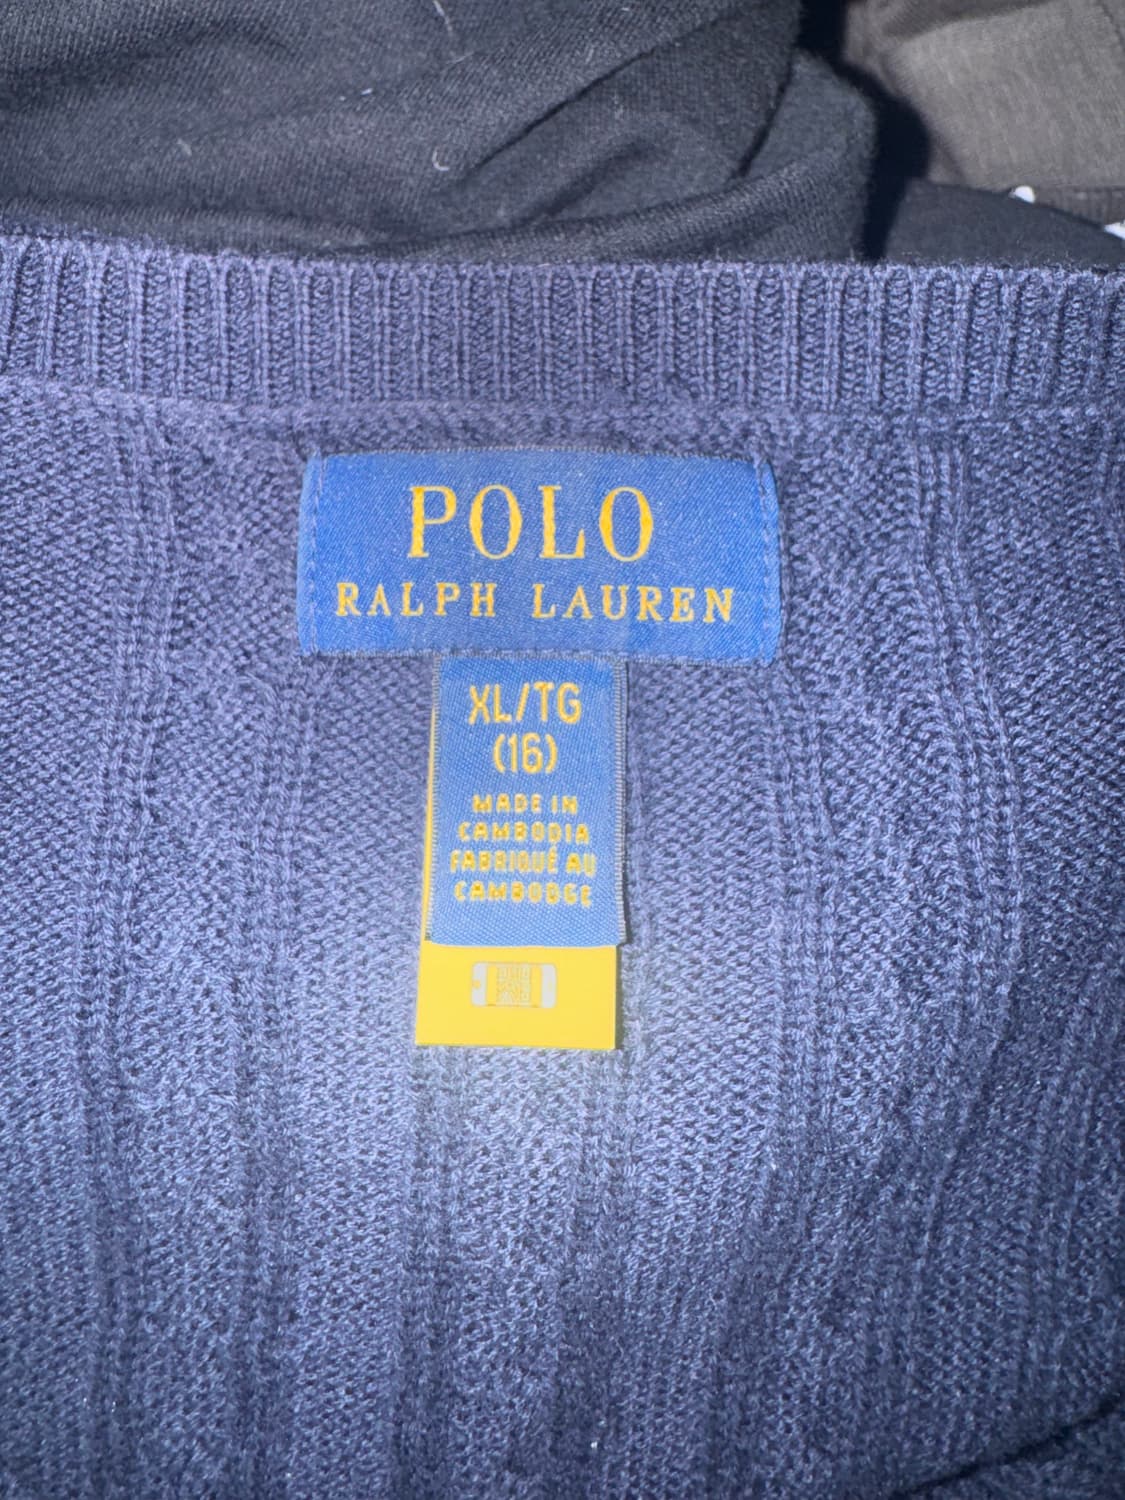 POLO
RALPH LAUREN
XL/TG
(16)
MADE IN
CAMBODIA
FABRIQUÉ AU
CAMBODGE